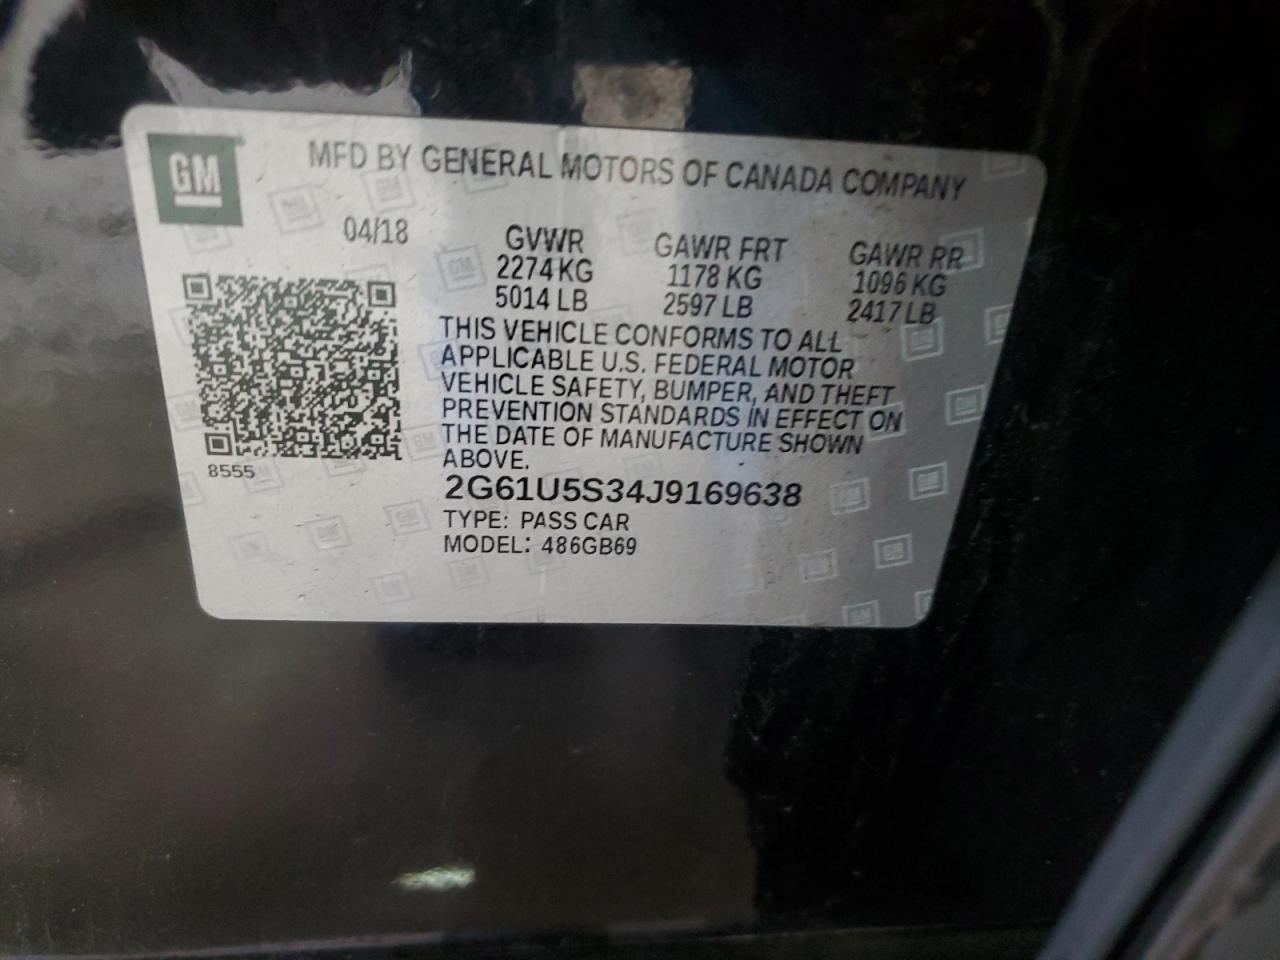 GM
MFD BY GENERAL MOTORS OF CANADA COMPANY
04/18
GVWR GAWR FRT GAWR RR
2274 KG 1178 KG 1096 KG
5014 LB 2597 LB 2417 LB
THIS VEHICLE CONFORMS TO ALL
APPLICABLE U.S. FEDERAL MOTOR
VEHICLE SAFETY, BUMPER, AND THEFT
PREVENTION STANDARDS IN EFFECT ON
THE DATE OF MANUFACTURE SHOWN
ABOVE.
8555
2G61U5S34J9169638
TYPE: PASS CAR
MODEL: 486GB69